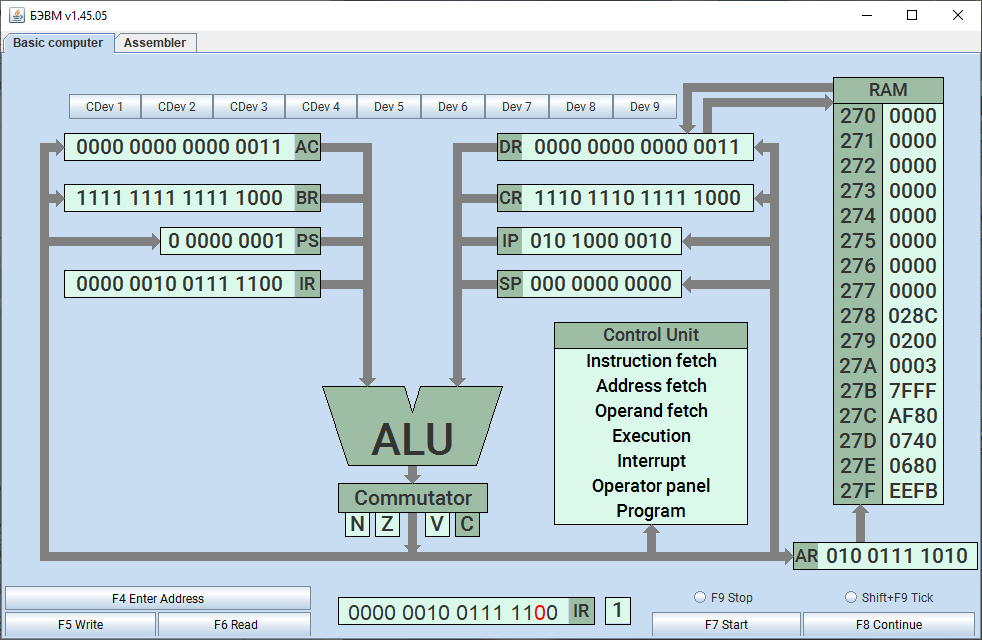 БЭВМ v1.45.05
Basic computer Assembler
CDev 1 CDev 2 CDev 3 CDev 4 Dev 5 Dev 6 Dev 7 Dev 8 Dev 9
0000 0000 0000 0011 AC
1111 1111 1111 1000 BR
0 0000 0001 PS
0000 0010 0111 1100 IR
DR 0000 0000 0000 0011
CR 1110 1110 1111 1000
IP 010 1000 0010
SP 000 0000 0000
RAM
270 0000
271 0000
272 0000
273 0000
274 0000
275 0000
276 0000
277 0000
278 028C
279 0200
27A 0003
27B 7FFF
27C AF80
27D 0740
27E 0680
27F EEFB
ALU
Commutator
N Z V C
Control Unit
Instruction fetch
Address fetch
Operand fetch
Execution
Interrupt
Operator panel
Program
AR 010 0111 1010
F4 Enter Address
F5 Write F6 Read
0000 0010 0111 1100 IR 1
F9 Stop Shift+F9 Tick
F7 Start F8 Continue